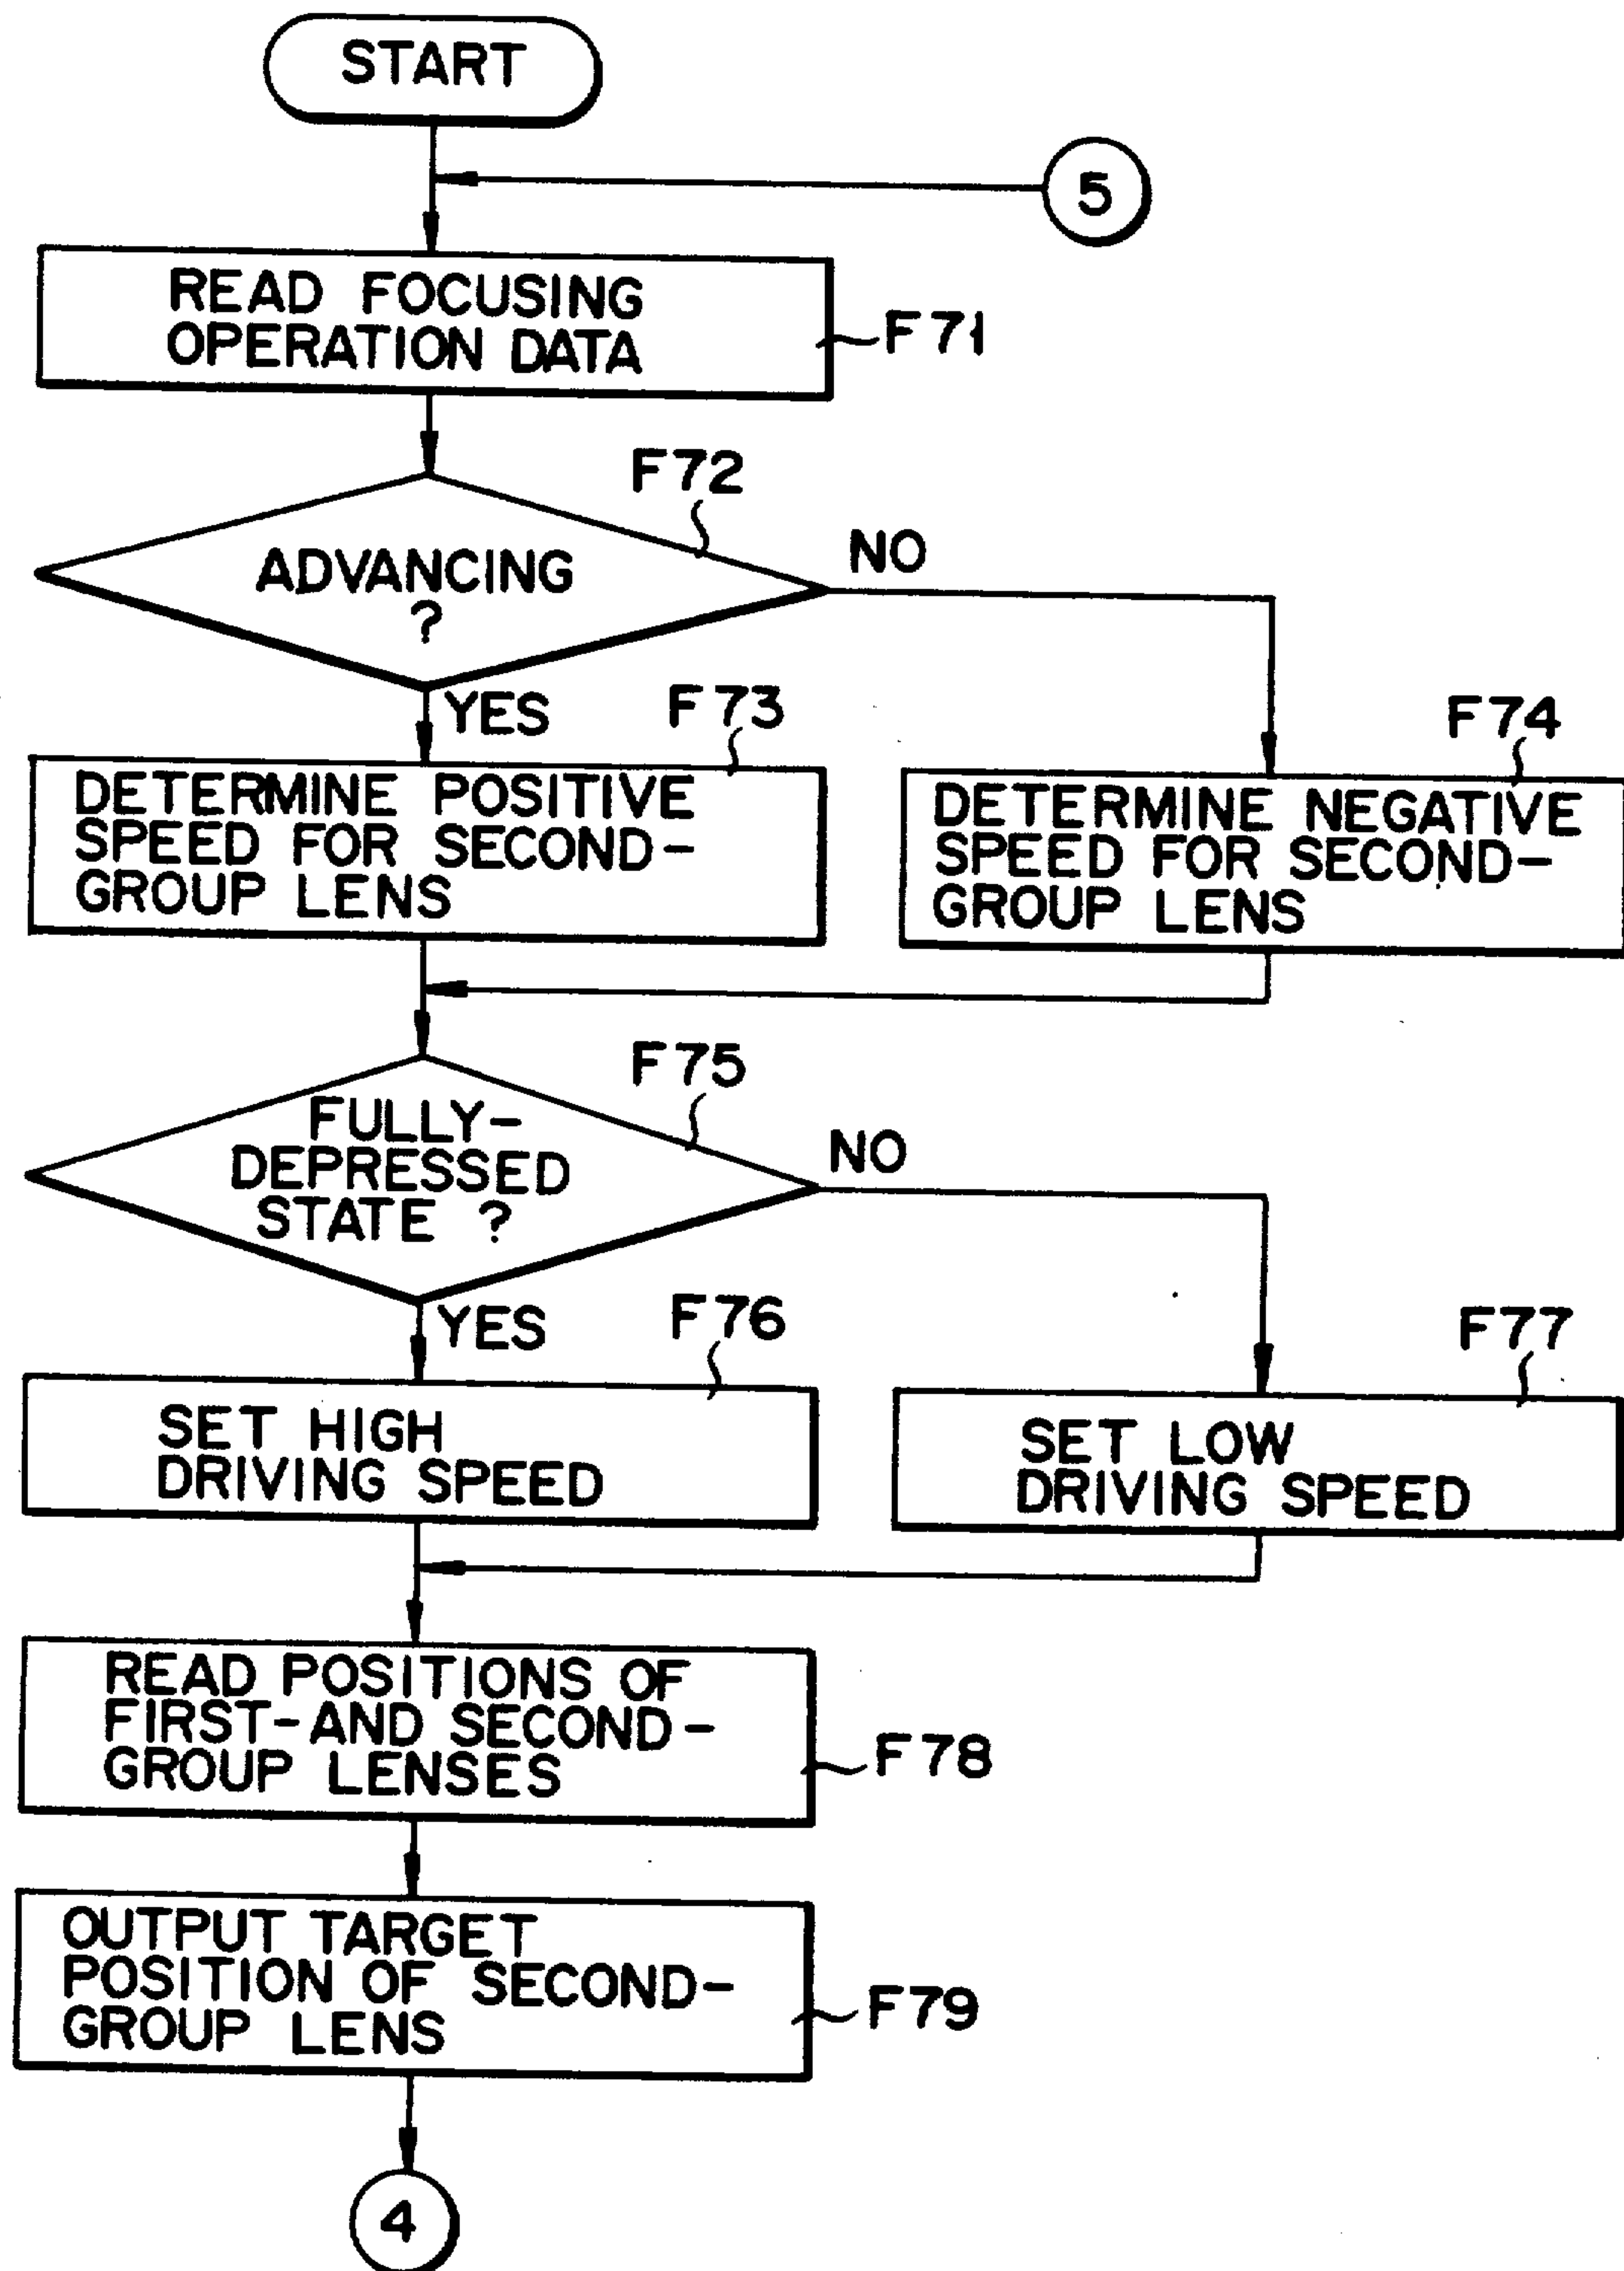 START
5
READ FOCUSING
OPERATION DATA
F71
F72
ADVANCING
?
NO
YES
F73
DETERMINE POSITIVE
SPEED FOR SECOND-
GROUP LENS
F74
DETERMINE NEGATIVE
SPEED FOR SECOND-
GROUP LENS
F75
FULLY-
DEPRESSED
STATE ?
NO
YES
F76
SET HIGH
DRIVING SPEED
F77
SET LOW
DRIVING SPEED
READ POSITIONS OF
FIRST-AND SECOND-
GROUP LENSES
F78
OUTPUT TARGET
POSITION OF SECOND-
GROUP LENS
F79
4